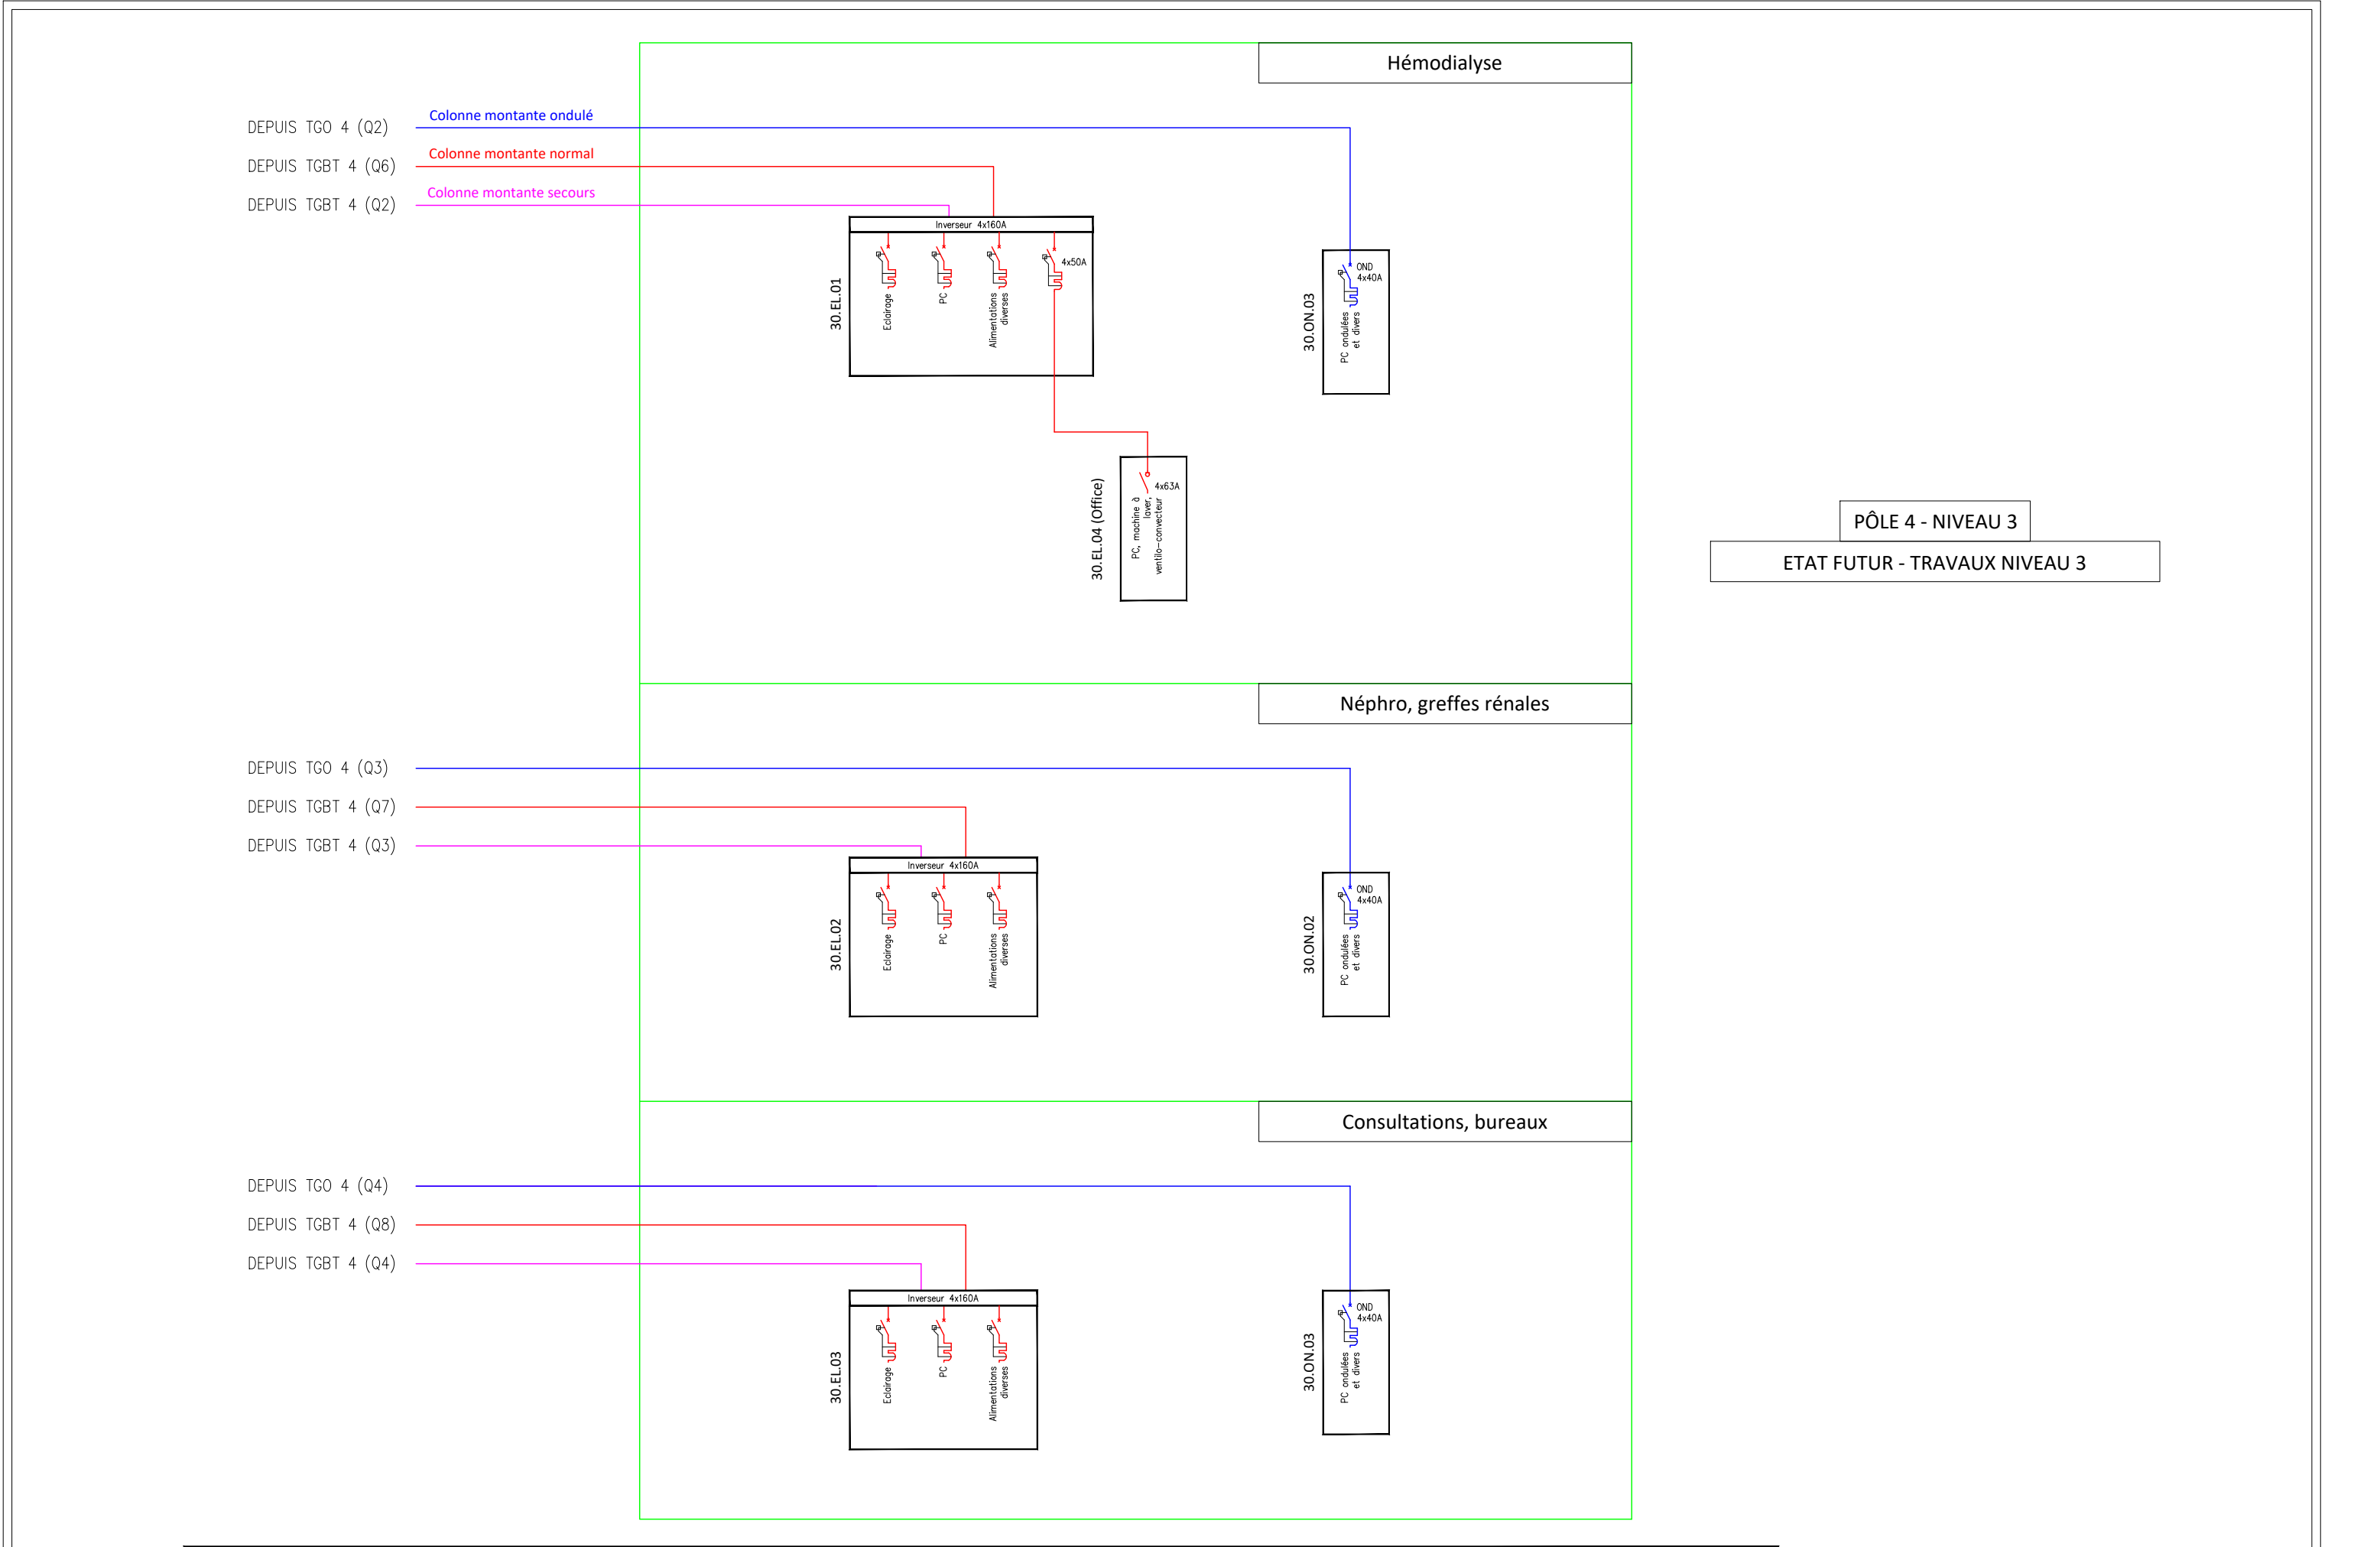 Hémodialyse
DEPUIS TGO 4 (Q2)
Colonne montante ondulé
DEPUIS TGBT 4 (Q6)
Colonne montante normal
DEPUIS TGBT 4 (Q2)
Colonne montante secours
Inverseur 4x160A
30.EL.01
Eclairage
PC
Alimentations
diverses
4x50A
30.ON.03
OND
4x40A
PC ondulées
et divers
30.EL.04 (Office)
4x63A
PC, machine à
laver,
ventilo-convecteur
PÔLE 4 - NIVEAU 3
ETAT FUTUR - TRAVAUX NIVEAU 3
Néphro, greffes rénales
DEPUIS TGO 4 (Q3)
DEPUIS TGBT 4 (Q7)
DEPUIS TGBT 4 (Q3)
Inverseur 4x160A
30.EL.02
Eclairage
PC
Alimentations
diverses
30.ON.02
OND
4x40A
PC ondulées
et divers
Consultations, bureaux
DEPUIS TGO 4 (Q4)
DEPUIS TGBT 4 (Q8)
DEPUIS TGBT 4 (Q4)
Inverseur 4x160A
30.EL.03
Eclairage
PC
Alimentations
diverses
30.ON.03
OND
4x40A
PC ondulées
et divers